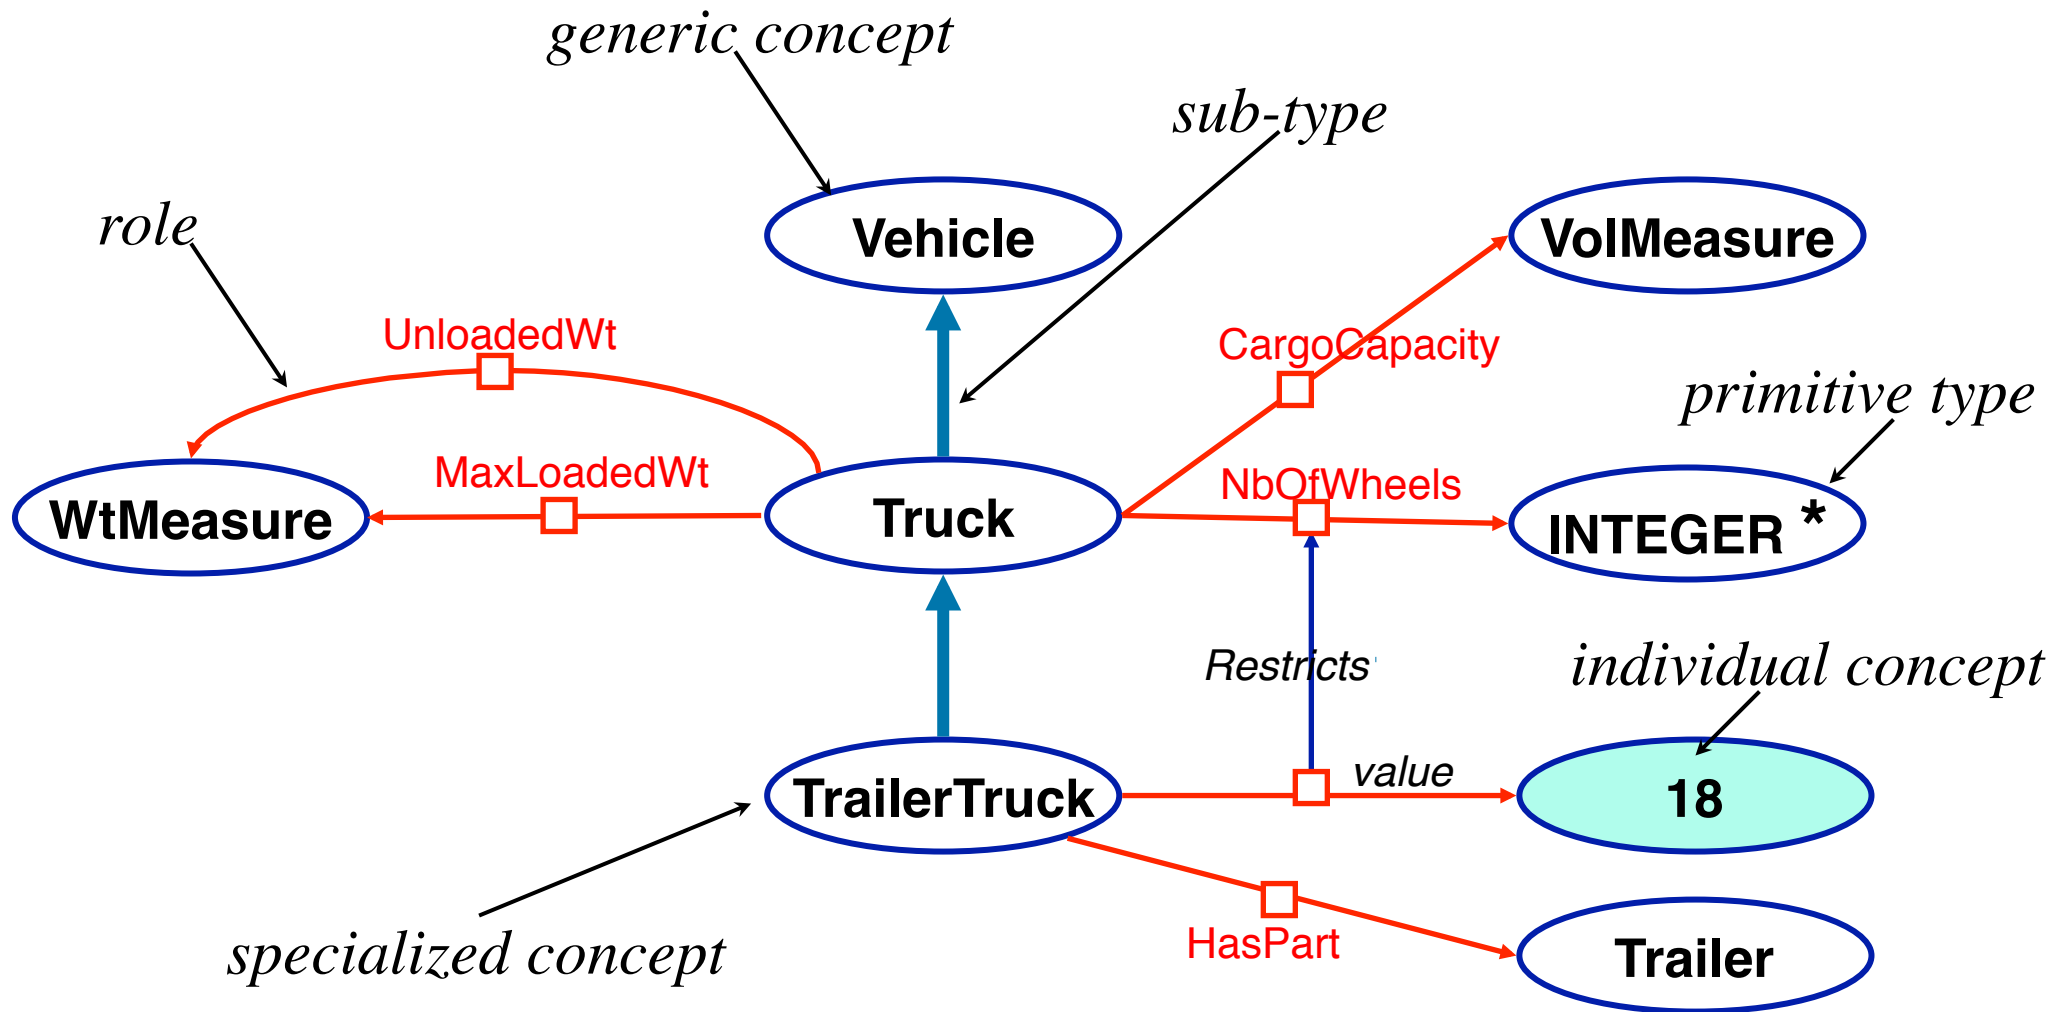 generic concept
sub-type
role
Vehicle
VolMeasure
UnloadedWt
CargoCapacity
primitive type
MaxLoadedWt
NbOfWheels
WtMeasure
Truck
INTEGER *
Restricts
individual concept
value
TrailerTruck
18
HasPart
specialized concept
Trailer